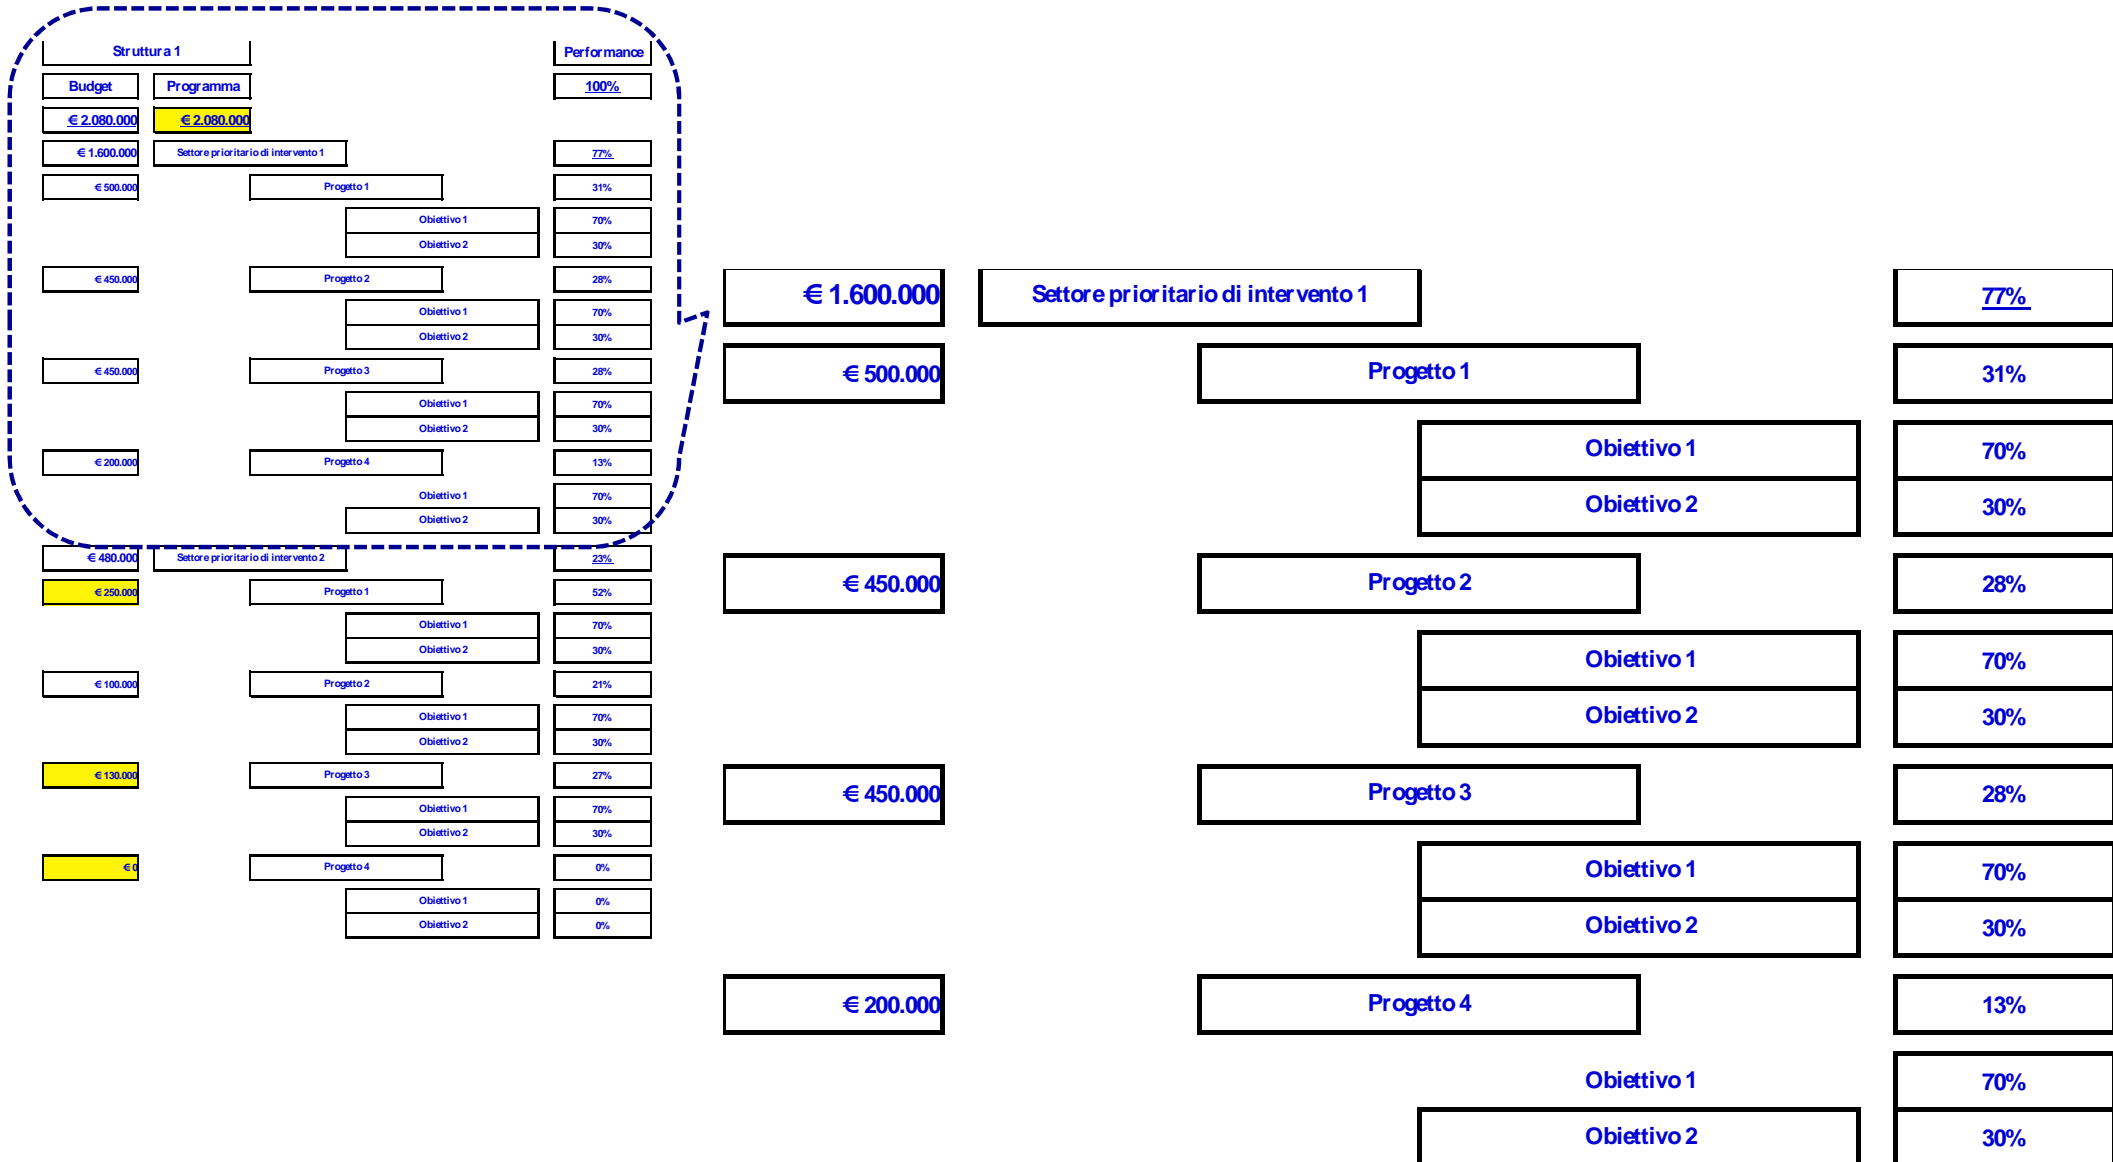 Struttura 1 Performance
Budget Programma 100%
€ 2.080.000 € 2.080.000
€ 1.600.000 Settore prioritario di intervento 1 77%
€ 500.000 Progetto 1 31%
Obiettivo 1 70%
Obiettivo 2 30%
€ 450.000 Progetto 2 28%
Obiettivo 1 70%
Obiettivo 2 30%
€ 450.000 Progetto 3 28%
Obiettivo 1 70%
Obiettivo 2 30%
€ 200.000 Progetto 4 13%
Obiettivo 1 70%
Obiettivo 2 30%
€ 480.000 Settore prioritario di intervento 2 23%
€ 250.000 Progetto 1 52%
Obiettivo 1 70%
Obiettivo 2 30%
€ 100.000 Progetto 2 21%
Obiettivo 1 70%
Obiettivo 2 30%
€ 130.000 Progetto 3 27%
Obiettivo 1 70%
Obiettivo 2 30%
€ 0 Progetto 4 0%
Obiettivo 1 0%
Obiettivo 2 0%
€ 1.600.000 Settore prioritario di intervento 1 77%
€ 500.000 Progetto 1 31%
Obiettivo 1 70%
Obiettivo 2 30%
€ 450.000 Progetto 2 28%
Obiettivo 1 70%
Obiettivo 2 30%
€ 450.000 Progetto 3 28%
Obiettivo 1 70%
Obiettivo 2 30%
€ 200.000 Progetto 4 13%
Obiettivo 1 70%
Obiettivo 2 30%